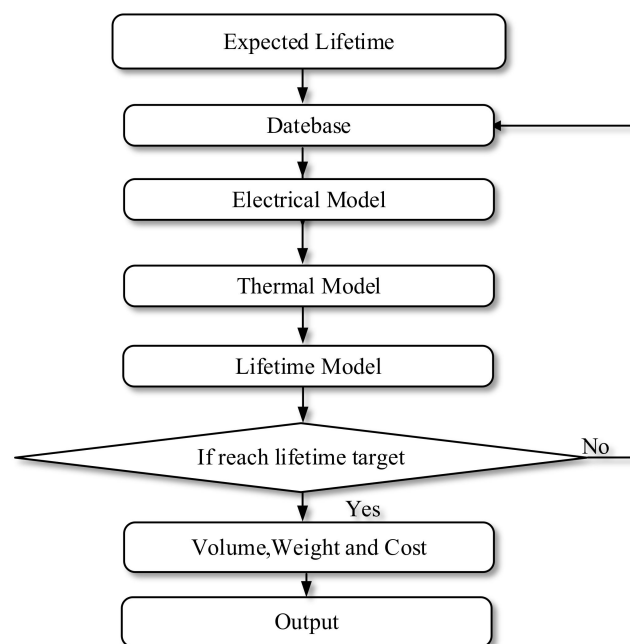 Expected Lifetime
Datebase
Electrical Model
Thermal Model
Lifetime Model
If reach lifetime target
No
Yes
Volume,Weight and Cost
Output